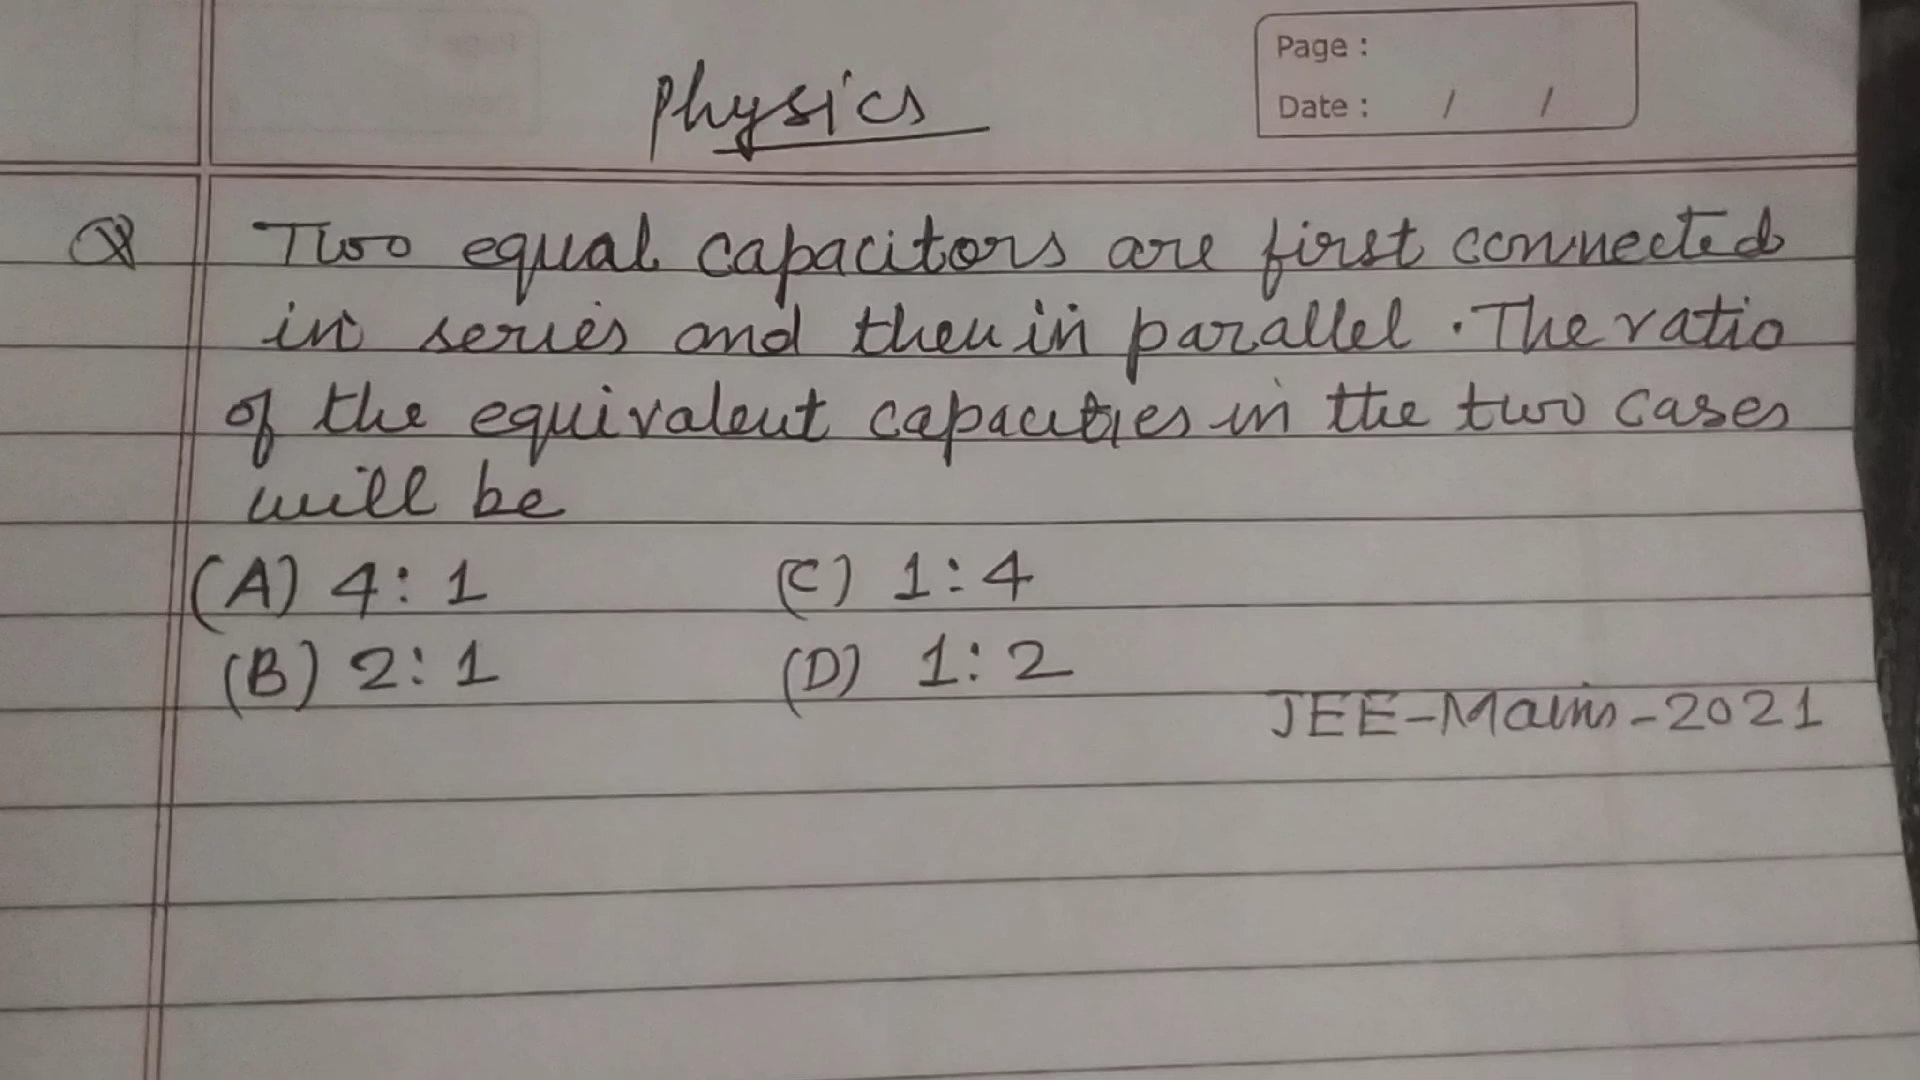 Physics
Page :
Date : / /
Q Two equal capacitors are first connected
in series and then in parallel. The ratio
of the equivalent capacities in the two cases
will be
(A) 4:1 (C) 1:4
(B) 2:1 (D) 1:2
JEE-Mains-2021